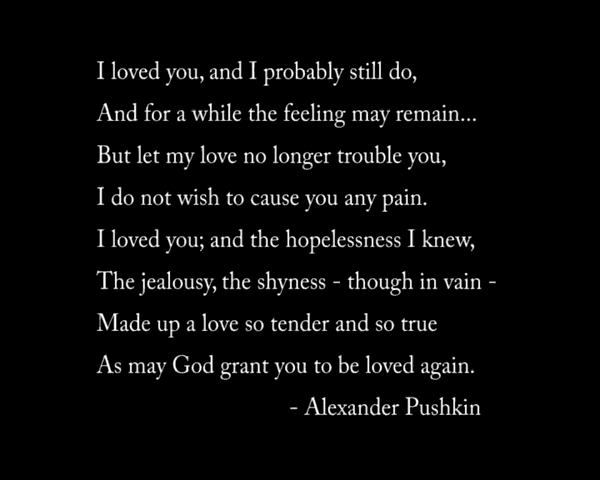 I loved you, and I probably still do,
And for a while the feeling may remain...
But let my love no longer trouble you,
I do not wish to cause you any pain.
I loved you; and the hopelessness I knew,
The jealousy, the shyness - though in vain -
Made up a love so tender and so true
As may God grant you to be loved again.
- Alexander Pushkin